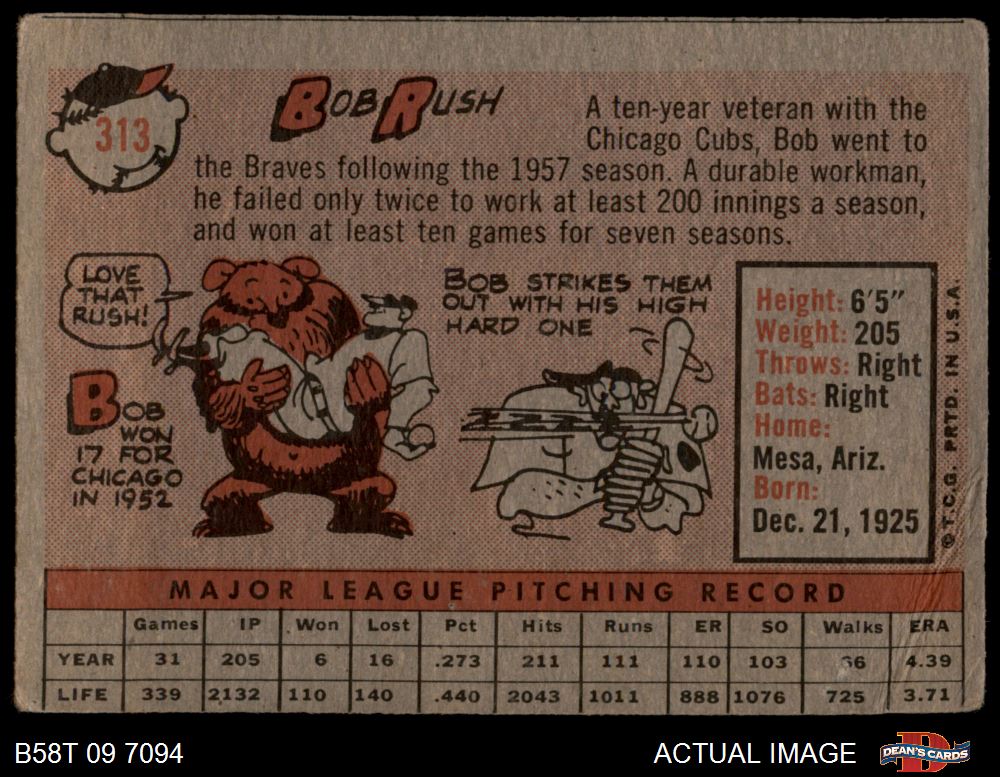 313
BOB RUSH
A ten-year veteran with the
Chicago Cubs, Bob went to
the Braves following the 1957 season. A durable workman,
he failed only twice to work at least 200 innings a season,
and won at least ten games for seven seasons.
LOVE
THAT
RUSH!
BOB
WON
17 FOR
CHICAGO
IN 1952
BOB STRIKES THEM
OUT WITH HIS HIGH
HARD ONE
Height: 6'5"
Weight: 205
Throws: Right
Bats: Right
Home:
Mesa, Ariz.
Born:
Dec. 21, 1925
© T.C.G. PRTD. IN U.S.A.
MAJOR LEAGUE PITCHING RECORD
Games IP Won Lost Pct Hits Runs ER SO Walks ERA
YEAR 31 205 6 16 .273 211 111 110 103 66 4.39
LIFE 339 2132 110 140 .440 2043 1011 888 1076 725 3.71
B58T 09 7094
ACTUAL IMAGE
DEAN'S CARDS